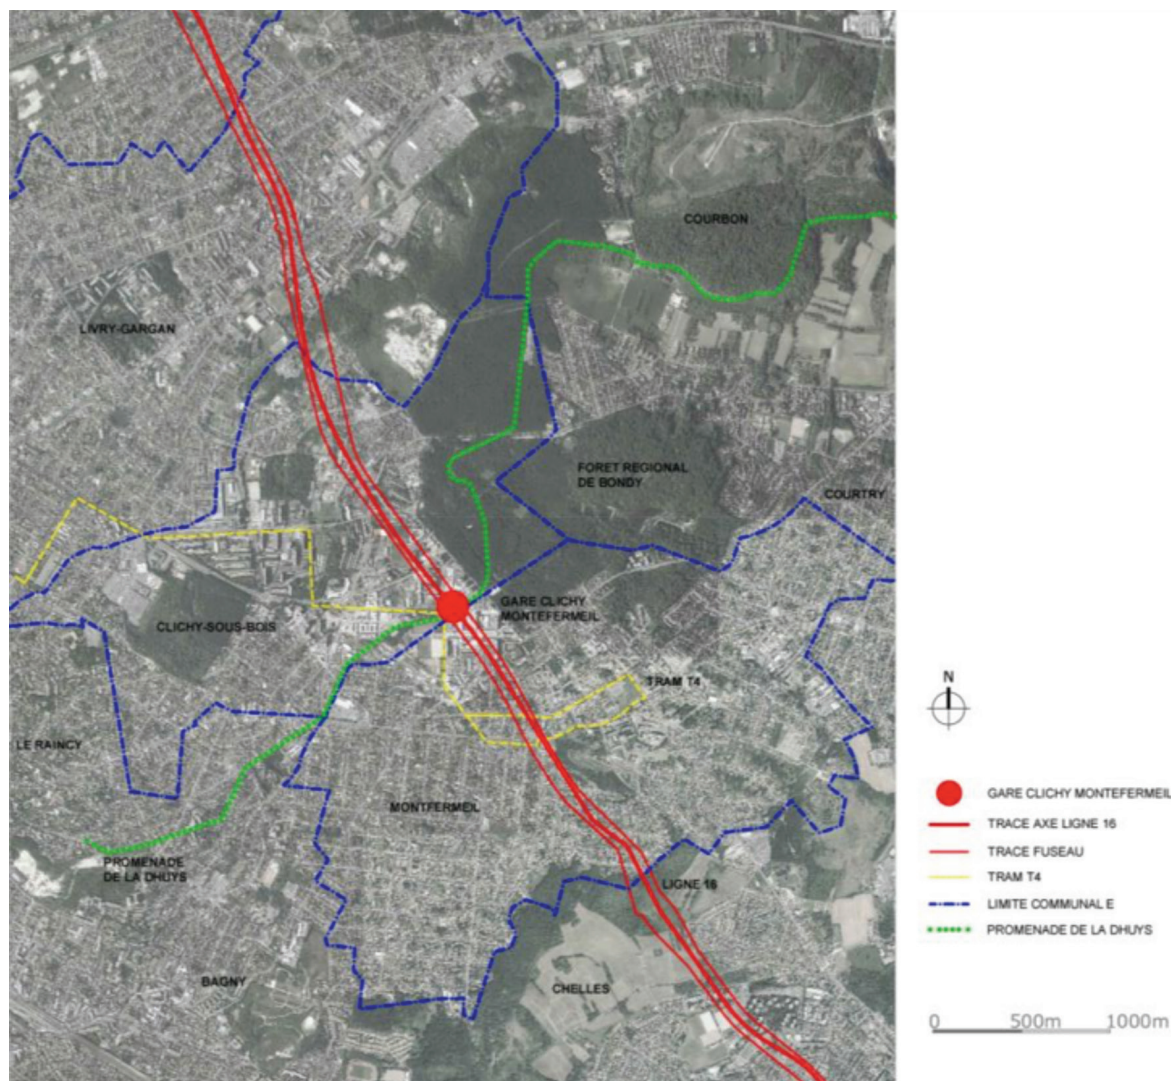 COURBON
LIVRY-GARGAN
FORET REGIONAL
DE BONDY
COURTRY
GARE CLICHY
MONTEFERMEIL
CLICHY-SOUS-BOIS
TRAM T4
LE RAINCY
MONTFERMEIL
PROMENADE
DE LA DHUYS
LIGNE 16
BAGNY
CHELLES
N
GARE CLICHY MONTEFERMEIL
TRACE AXE LIGNE 16
TRACE FUSEAU
TRAM T4
LIMITE COMMUNAL E
PROMENADE DE LA DHUYS
0 500m 1000m